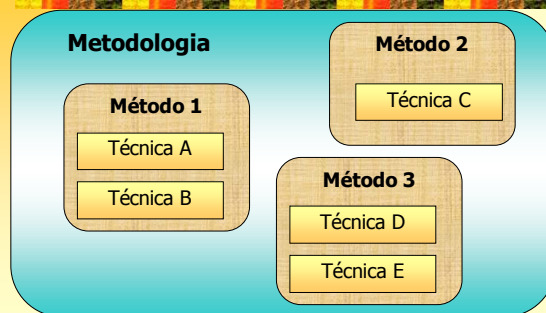 Metodologia
Método 1
Técnica A
Técnica B
Método 2
Técnica C
Método 3
Técnica D
Técnica E